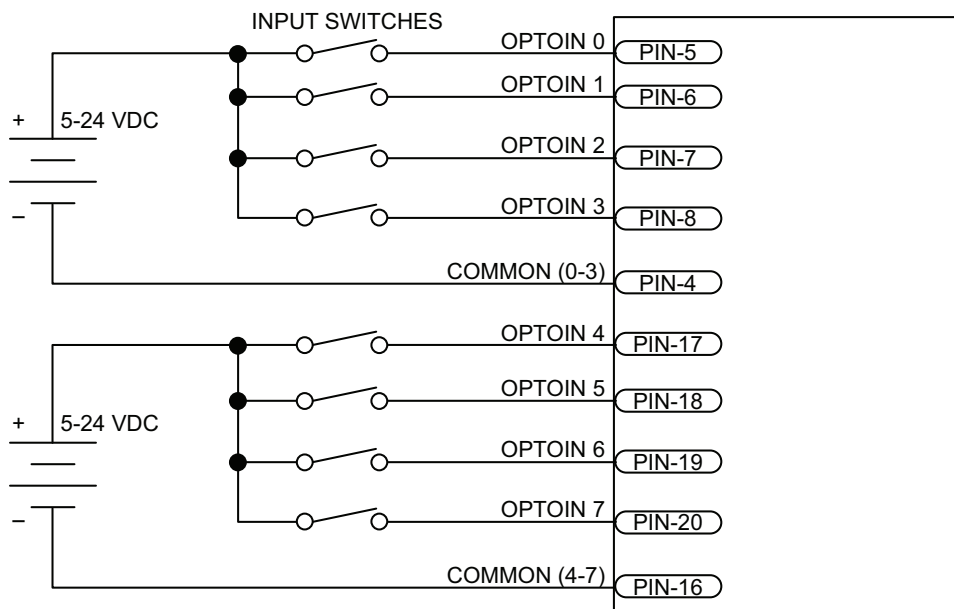 INPUT SWITCHES
OPTOIN 0 PIN-5
OPTOIN 1 PIN-6
+ 5-24 VDC
OPTOIN 2 PIN-7
OPTOIN 3 PIN-8
–
COMMON (0-3) PIN-4
OPTOIN 4 PIN-17
OPTOIN 5 PIN-18
+ 5-24 VDC
OPTOIN 6 PIN-19
OPTOIN 7 PIN-20
–
COMMON (4-7) PIN-16